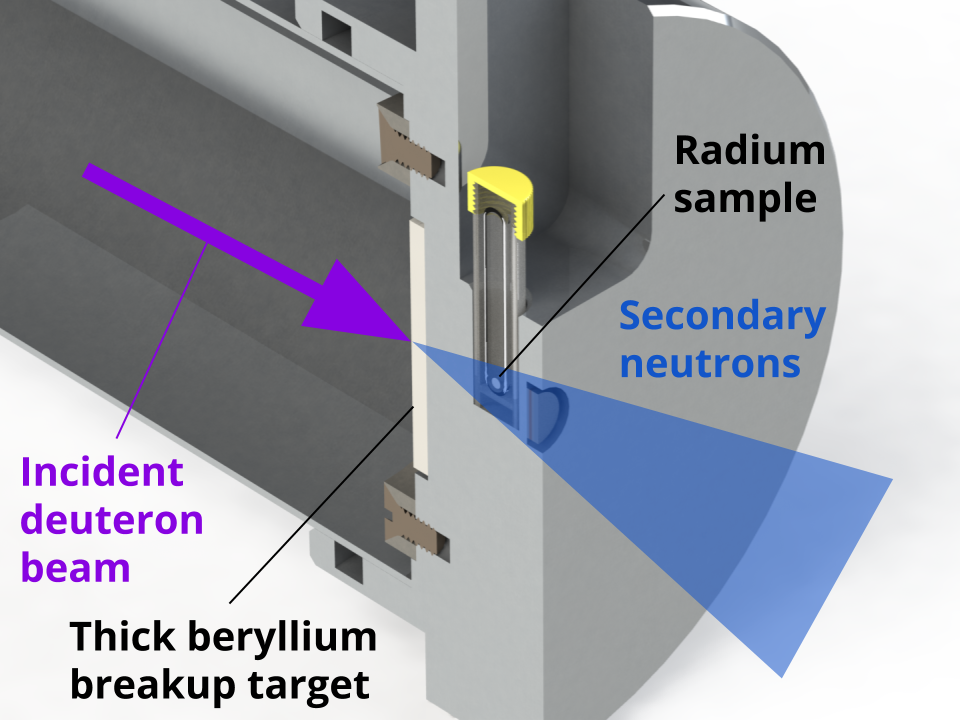 Radium
sample
Secondary
neutrons
Incident
deuteron
beam
Thick beryllium
breakup target